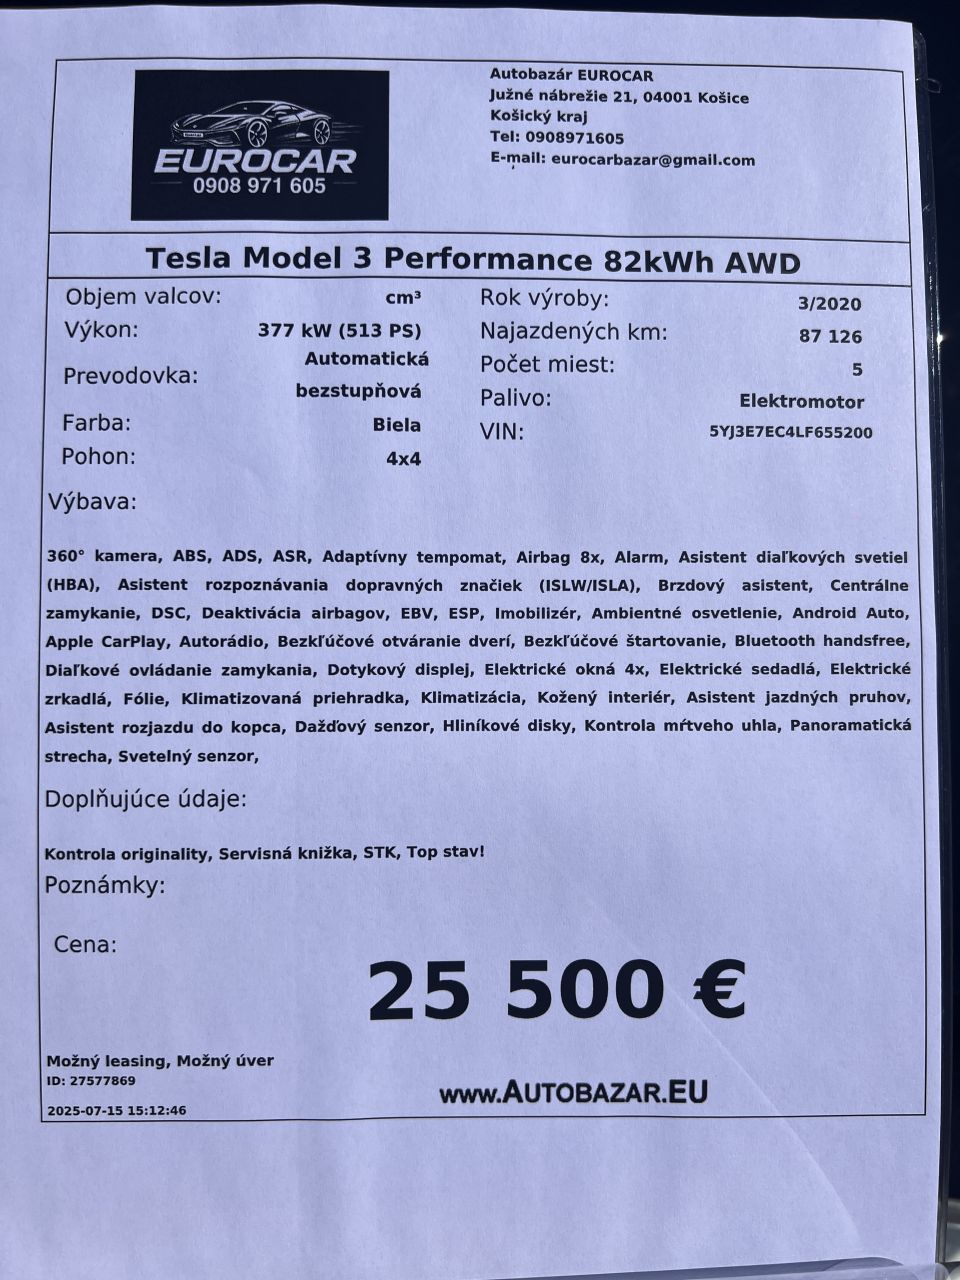 EUROCAR
0908 971 605
Autobazár EUROCAR
Južné nábrežie 21, 04001 Košice
Košický kraj
Tel: 0908971605
E-mail: eurocarbazar@gmail.com
Tesla Model 3 Performance 82kWh AWD
Objem valcov: cm³
Výkon: 377 kW (513 PS)
Prevodovka: Automatická
bezstupňová
Farba: Biela
Pohon: 4x4
Rok výroby: 3/2020
Najazdených km: 87 126
Počet miest: 5
Palivo: Elektromotor
VIN: 5YJ3E7EC4LF655200
Výbava:
360° kamera, ABS, ADS, ASR, Adaptívny tempomat, Airbag 8x, Alarm, Asistent diaľkových svetiel
(HBA), Asistent rozpoznávania dopravných značiek (ISLW/ISLA), Brzdový asistent, Centrálne
zamykanie, DSC, Deaktivácia airbagov, EBV, ESP, Imobilizér, Ambientné osvetlenie, Android Auto,
Apple CarPlay, Autorádio, Bezkľúčové otváranie dverí, Bezkľúčové štartovanie, Bluetooth handsfree,
Diaľkové ovládanie zamykania, Dotykový displej, Elektrické okná 4x, Elektrické sedadlá, Elektrické
zrkadlá, Fólie, Klimatizovaná priehradka, Klimatizácia, Kožený interiér, Asistent jazdných pruhov,
Asistent rozjazdu do kopca, Dažďový senzor, Hliníkové disky, Kontrola mŕtveho uhla, Panoramatická
strecha, Svetelný senzor,
Doplňujúce údaje:
Kontrola originality, Servisná knižka, STK, Top stav!
Poznámky:
Cena:
25 500 €
Možný leasing, Možný úver
ID: 27577869
www.AUTOBAZAR.EU
2025-07-15 15:12:46